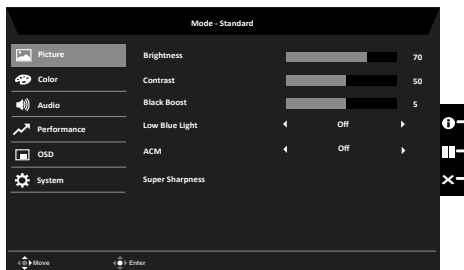 Mode - Standard
Picture
Brightness 70
Color
Contrast 50
Audio
Black Boost 5
Performance
Low Blue Light Off
OSD
ACM Off
System
Super Sharpness
Move Enter